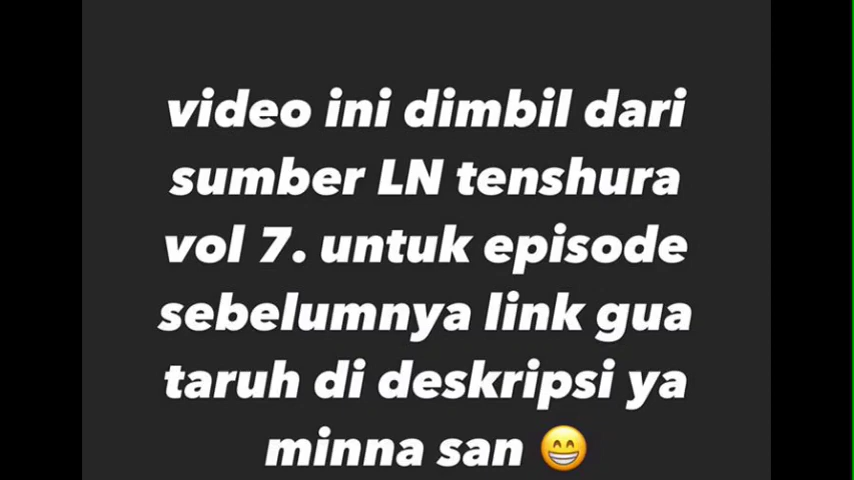 video ini dimbil dari
sumber LN tenshura
vol 7. untuk episode
sebelumnya link gua
taruh di deskripsi ya
minna san 😁